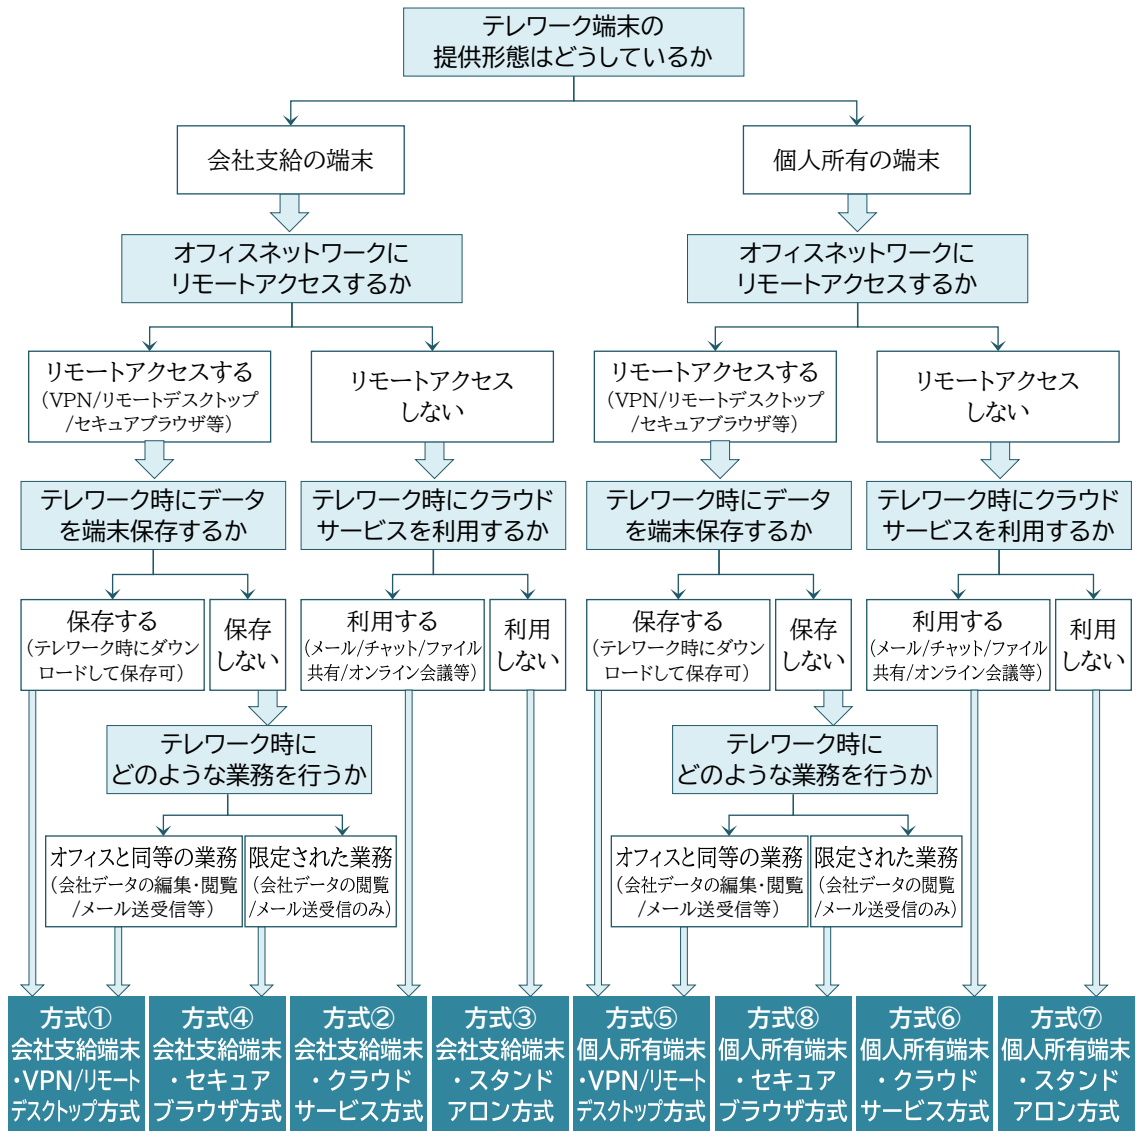 テレワーク端末の
提供形態はどうしているか
会社支給の端末
個人所有の端末
オフィスネットワークに
リモートアクセスするか
オフィスネットワークに
リモートアクセスするか
リモートアクセスする
（VPN/リモートデスクトップ
/セキュアブラウザ等）
リモートアクセス
しない
リモートアクセスする
（VPN/リモートデスクトップ
/セキュアブラウザ等）
リモートアクセス
しない
テレワーク時にデータ
を端末保存するか
テレワーク時にクラウド
サービスを利用するか
テレワーク時にデータ
を端末保存するか
テレワーク時にクラウド
サービスを利用するか
保存する
（テレワーク時にダウン
ロードして保存可）
保存
しない
利用する
（メール/チャット/ファイル
共有/オンライン会議等）
利用
しない
保存する
（テレワーク時にダウン
ロードして保存可）
保存
しない
利用する
（メール/チャット/ファイル
共有/オンライン会議等）
利用
しない
テレワーク時に
どのような業務を行うか
テレワーク時に
どのような業務を行うか
オフィスと同等の業務
（会社データの編集・閲覧
/メール送受信等）
限定された業務
（会社データの閲覧
/メール送受信のみ）
オフィスと同等の業務
（会社データの編集・閲覧
/メール送受信等）
限定された業務
（会社データの閲覧
/メール送受信のみ）
方式①
会社支給端末
・VPN/リモート
デスクトップ方式
方式④
会社支給端末
・セキュア
ブラウザ方式
方式②
会社支給端末
・クラウド
サービス方式
方式③
会社支給端末
・スタンド
アロン方式
方式⑤
個人所有端末
・VPN/リモート
デスクトップ方式
方式⑧
個人所有端末
・セキュア
ブラウザ方式
方式⑥
個人所有端末
・クラウド
サービス方式
方式⑦
個人所有端末
・スタンド
アロン方式